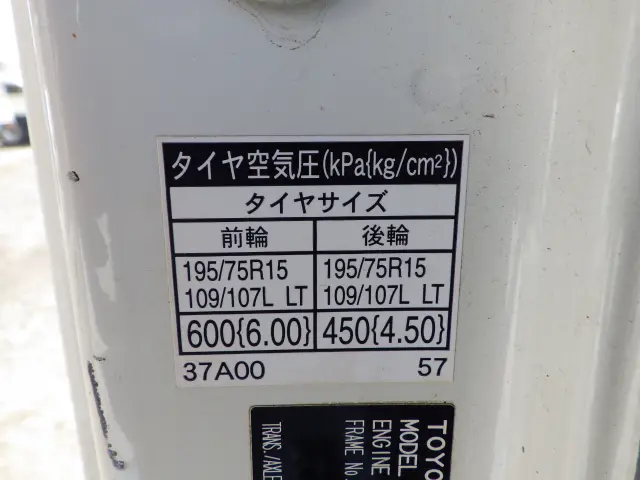 タイヤ空気圧(kPa{kg/cm²})
タイヤサイズ
前輪 後輪
195/75R15 195/75R15
109/107L LT 109/107L LT
600{6.00} 450{4.50}
37A00 57
TOYO
MODEL
ENGINE
FRAME No.
TRANS./AXLE